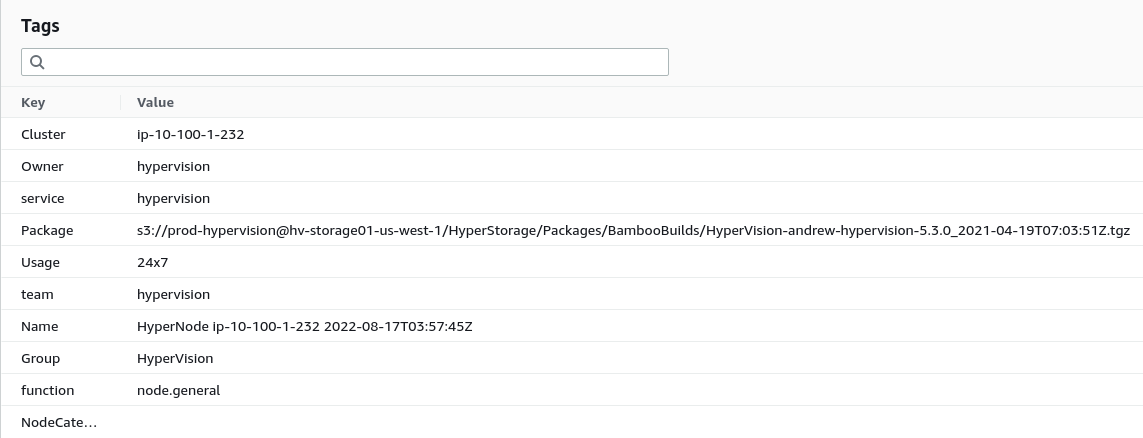 Tags
Key Value
Cluster ip-10-100-1-232
Owner hypervision
service hypervision
Package s3://prod-hypervision@hv-storage01-us-west-1/HyperStorage/Packages/BambooBuilds/HyperVision-andrew-hypervision-5.3.0_2021-04-19T07:03:51Z.tgz
Usage 24x7
team hypervision
Name HyperNode ip-10-100-1-232 2022-08-17T03:57:45Z
Group HyperVision
function node.general
NodeCate…